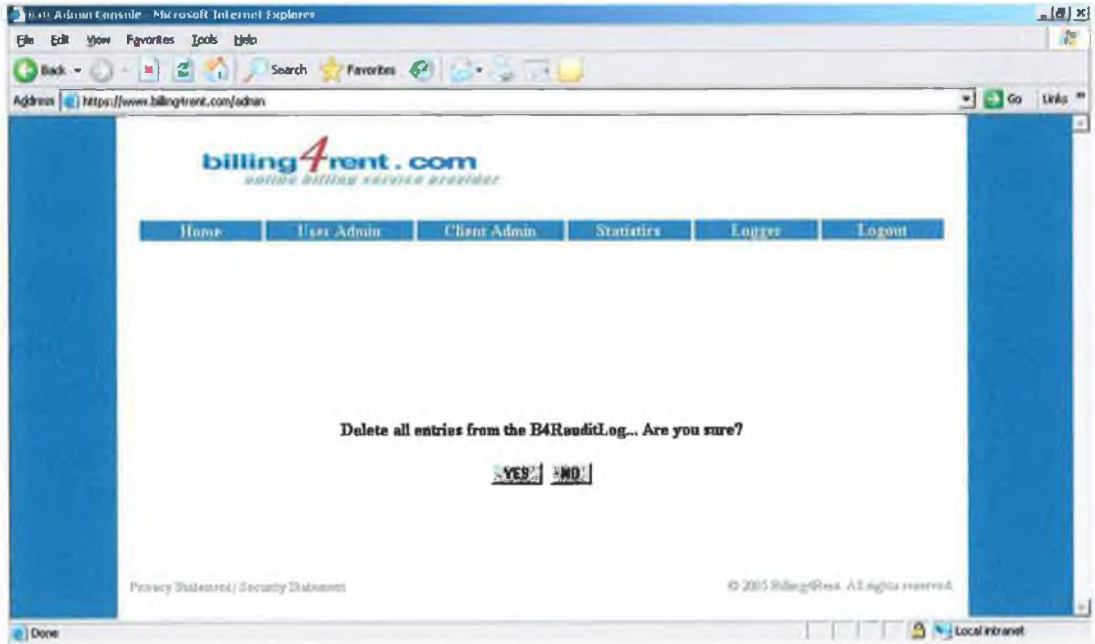 B4R Admin Console - Microsoft Internet Explorer
File Edit View Favorites Tools Help
Back Search Favorites
Address https://www.billing4rent.com/admin Go Links
billing4rent.com
online billing service provider
Home User Admin Client Admin Statistics Logger Logout
Delete all entries from the B4RauditLog... Are you sure?
YES NO
Privacy Statement | Security Statement © 2005 Billing4Rent. All rights reserved.
Done Local intranet